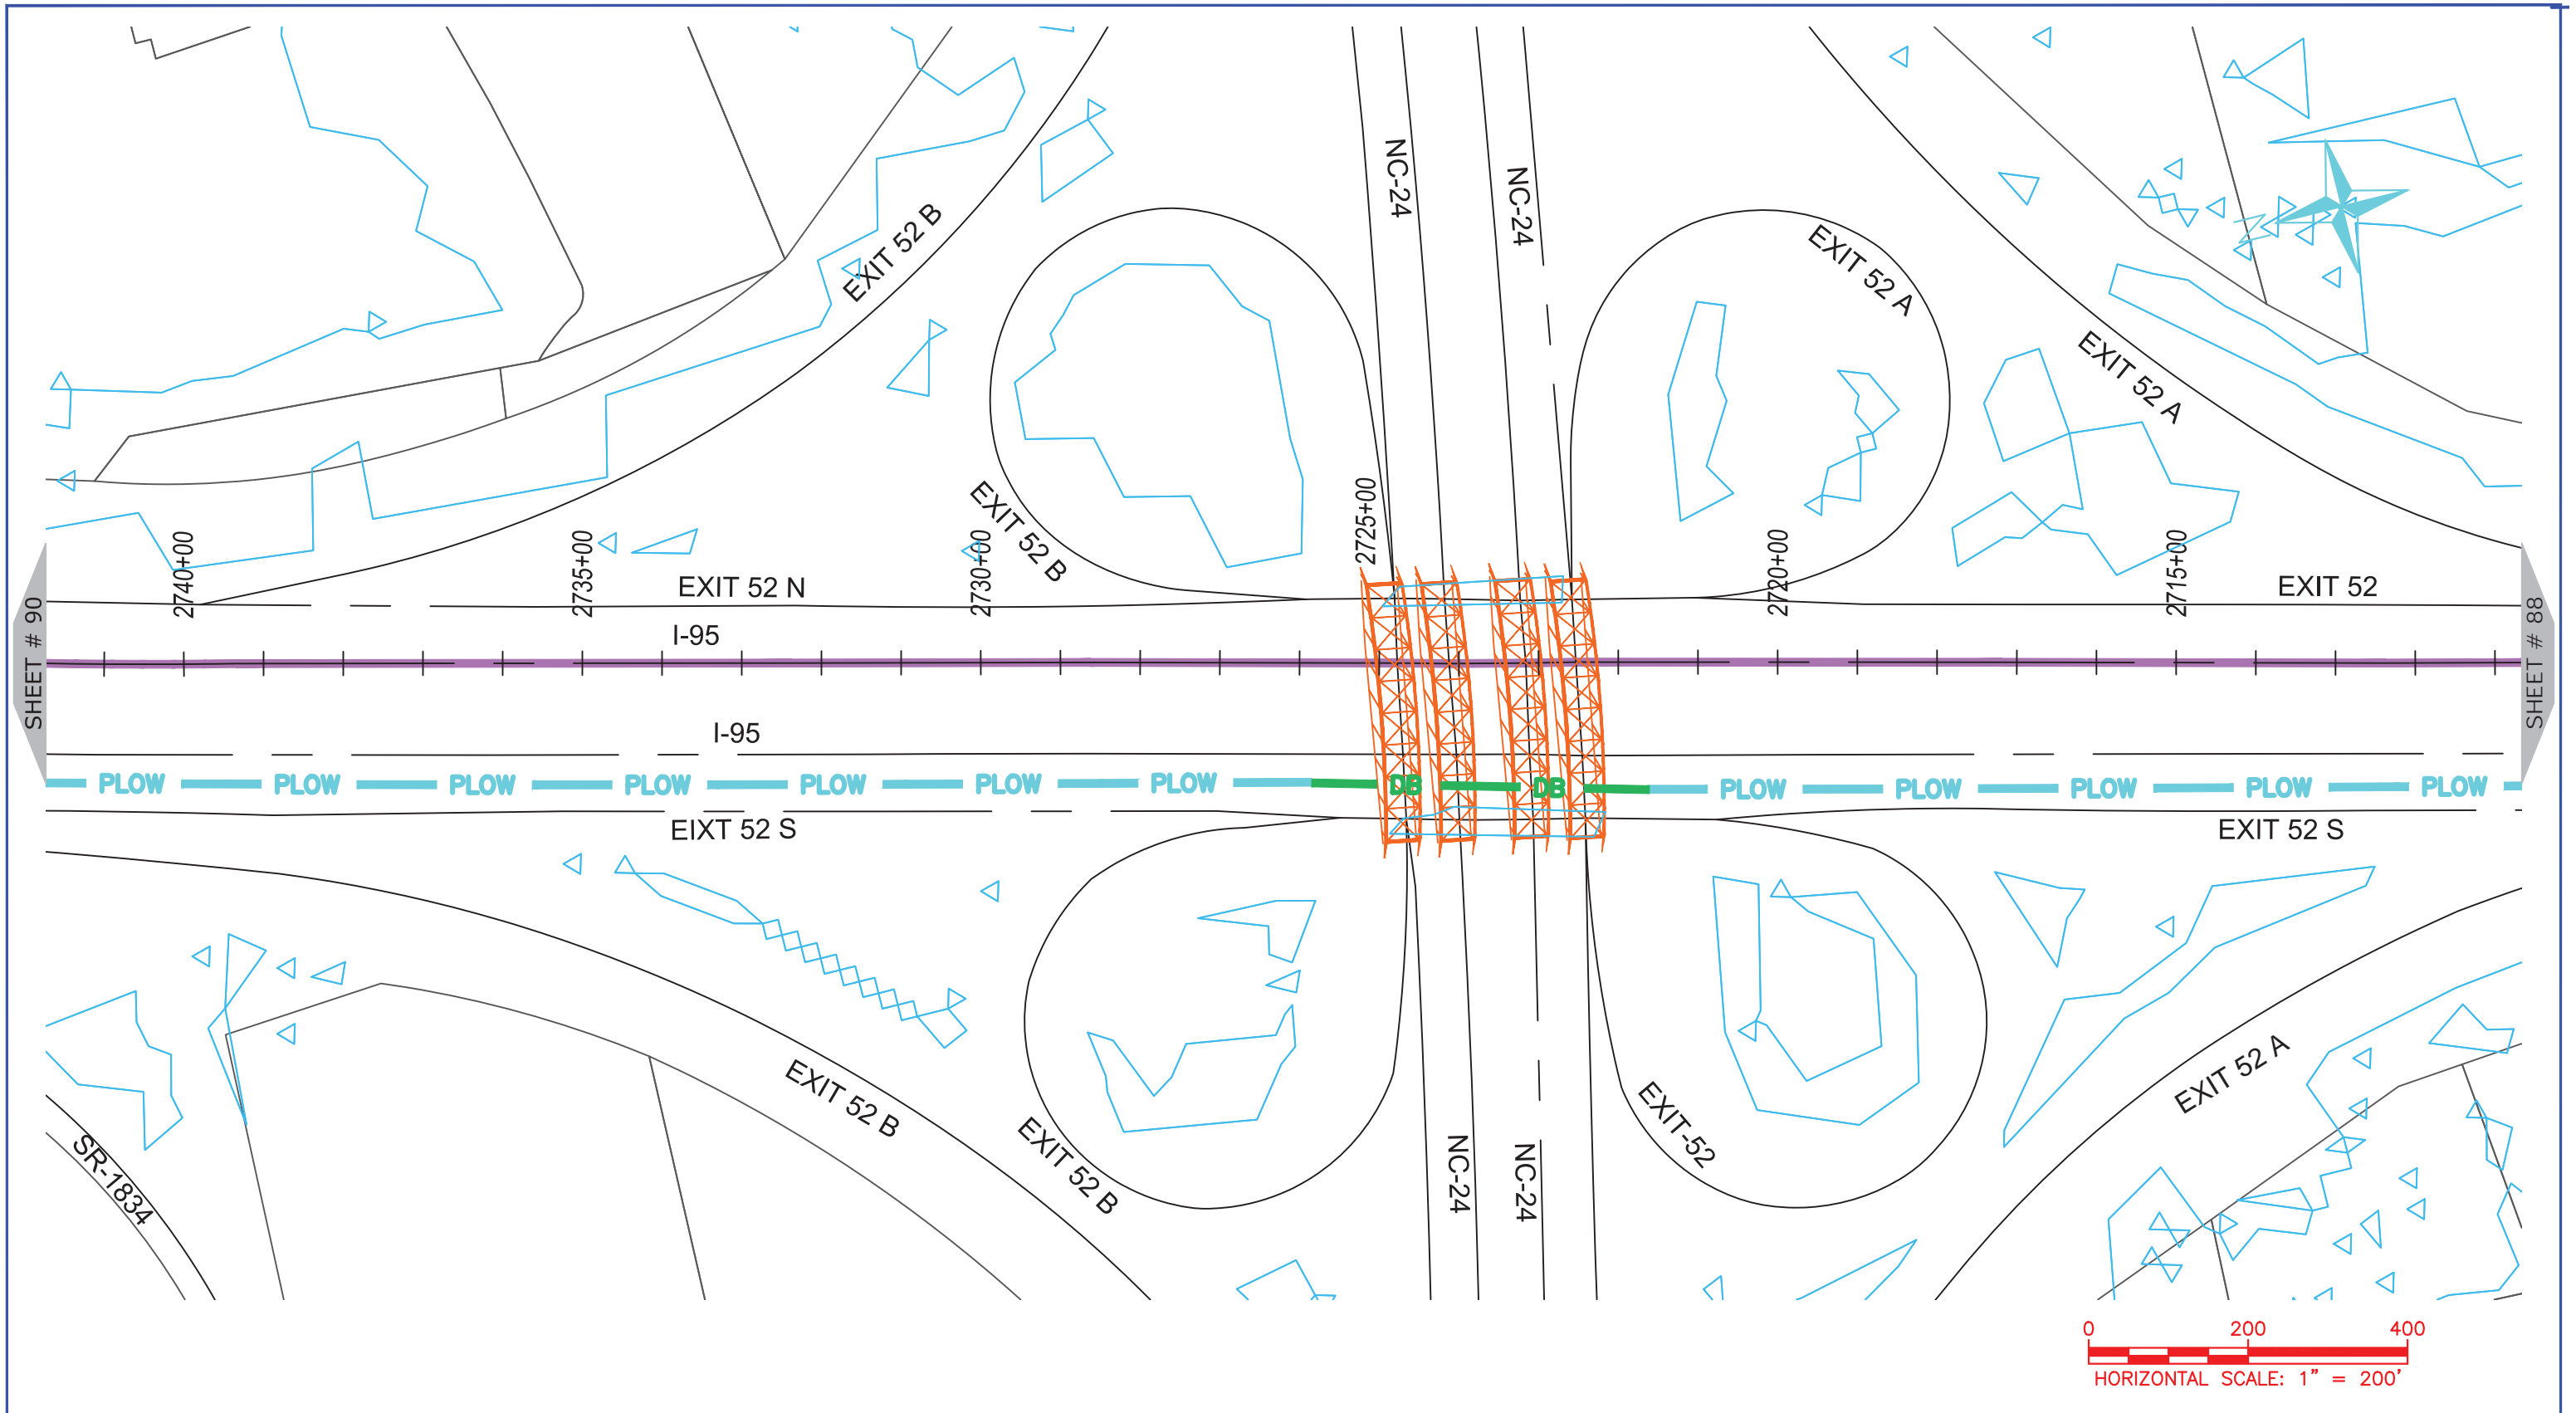 NC-24
NC-24
EXIT 52 B
EXIT 52 A
EXIT 52 A
EXIT 52 B
2740+00
2735+00
2730+00
2725+00
2720+00
2715+00
EXIT 52 N
EXIT 52
I-95
SHEET # 90
SHEET # 88
I-95
PLOW PLOW PLOW PLOW PLOW PLOW PLOW DB DB PLOW PLOW PLOW PLOW PLOW
EIXT 52 S
EXIT 52 S
EXIT 52 B
EXIT 52 A
EXIT 52 B
EXIT-52
NC-24
NC-24
SR-1834
0 200 400
HORIZONTAL SCALE: 1" = 200'